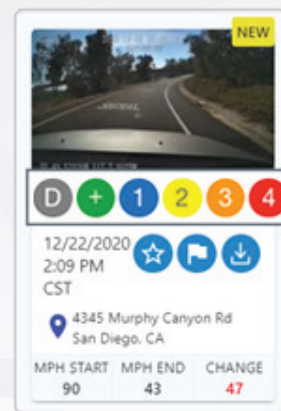 NEW
D + 1 2 3 4
12/22/2020
2:09 PM
CST
4345 Murphy Canyon Rd
San Diego, CA
MPH START MPH END CHANGE
90 43 47